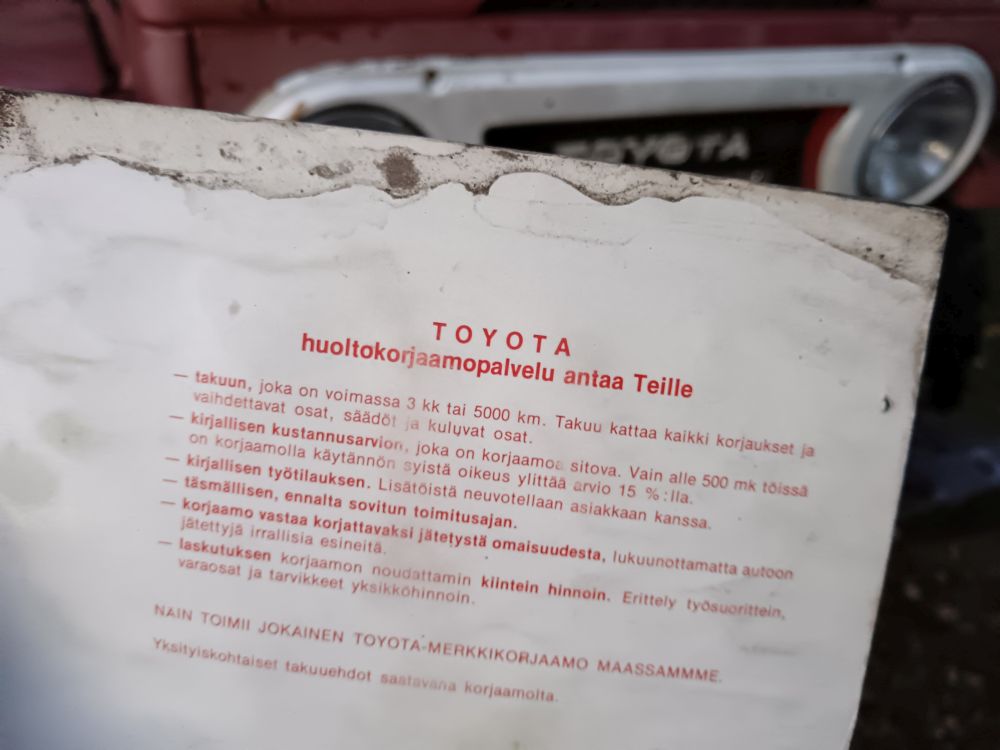 TOYOTA
TOYOTA
huoltokorjaamopalvelu antaa Teille
— takuun, joka on voimassa 3 kk tai 5000 km. Takuu kattaa kaikki korjaukset ja
vaihdettavat osat, säädöt ja kuluvat osat.
— kirjallisen kustannusarvion, joka on korjaamoa sitova. Vain alle 500 mk töissä
on korjaamolla käytännön syistä oikeus ylittää arvio 15 %:lla.
— kirjallisen työtilauksen. Lisätöistä neuvotellaan asiakkaan kanssa.
— täsmällisen, ennalta sovitun toimitusajan.
— korjaamo vastaa korjattavaksi jätetystä omaisuudesta, lukuunottamatta autoon
jätettyjä irrallisia esineitä.
— laskutuksen korjaamon noudattamin kiintein hinnoin. Erittely työsuorittein,
varaosat ja tarvikkeet yksikköhinnoin.
NAIN TOIMII JOKAINEN TOYOTA-MERKKIKORJAAMO MAASSAMMME.
Yksityiskohtaiset takuuehdot saatavana korjaamolta.